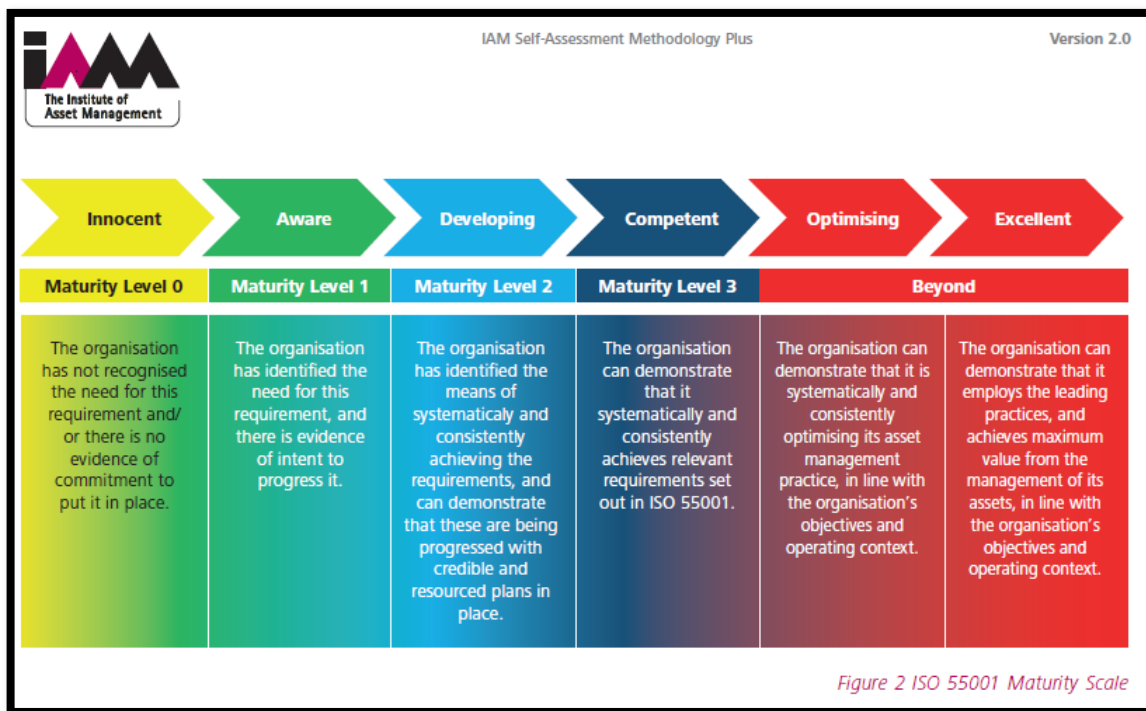 iAM
The Institute of
Asset Management
IAM Self-Assessment Methodology Plus
Version 2.0
Innocent
Aware
Developing
Competent
Optimising
Excellent
Maturity Level 0
Maturity Level 1
Maturity Level 2
Maturity Level 3
Beyond
The organisation
has not recognised
the need for this
requirement and/
or there is no
evidence of
commitment to
put it in place.
The organisation
has identified the
need for this
requirement, and
there is evidence
of intent to
progress it.
The organisation
has identified the
means of
systematicaly and
consistently
achieving the
requirements, and
can demonstrate
that these are being
progressed with
credible and
resourced plans in
place.
The organisation
can demonstrate
that it
systematically and
consistently
achieves relevant
requirements set
out in ISO 55001.
The organisation can
demonstrate that it is
systematically and
consistently
optimising its asset
management
practice, in line with
the organisation's
objectives and
operating context.
The organisation can
demonstrate that it
employs the leading
practices, and
achieves maximum
value from the
management of its
assets, in line with
the organisation's
objectives and
operating context.
Figure 2 ISO 55001 Maturity Scale